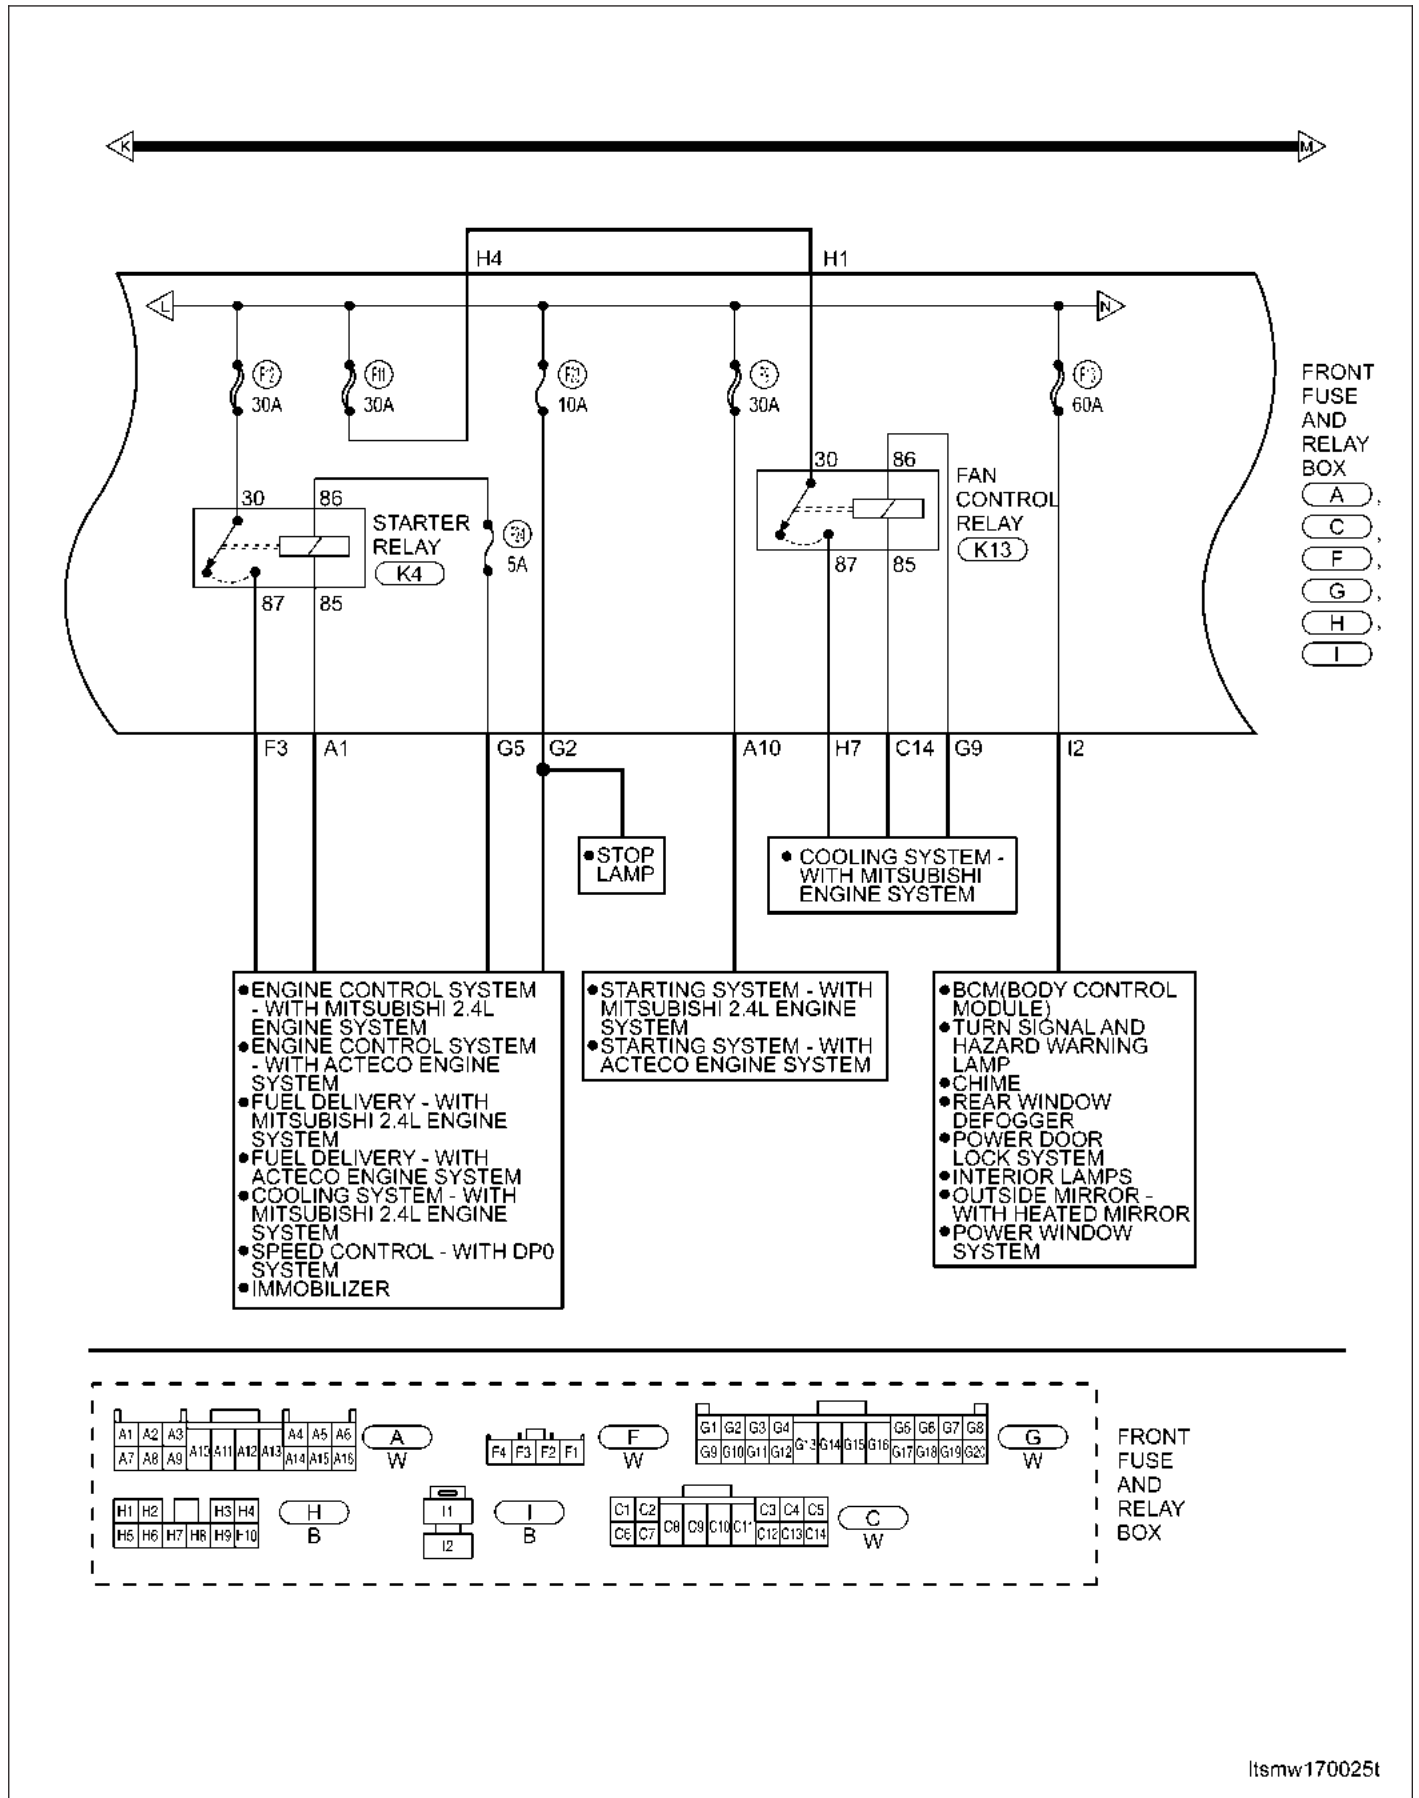 K
M
H4
H1
L
N
F12
30A
F11
30A
10A
30A
60A
FRONT
FUSE
AND
RELAY
BOX
A,
C,
F,
G,
H,
I
30
86
STARTER
RELAY
K4
87
85
F24
5A
30
86
FAN
CONTROL
RELAY
K13
87
85
F3
A1
G5
G2
A10
H7
C14
G9
I2
●STOP
LAMP
● COOLING SYSTEM -
WITH MITSUBISHI
ENGINE SYSTEM
●ENGINE CONTROL SYSTEM
- WITH MITSUBISHI 2.4L
ENGINE SYSTEM
●ENGINE CONTROL SYSTEM
- WITH ACTECO ENGINE
SYSTEM
●FUEL DELIVERY - WITH
MITSUBISHI 2.4L ENGINE
SYSTEM
●FUEL DELIVERY - WITH
ACTECO ENGINE SYSTEM
●COOLING SYSTEM - WITH
MITSUBISHI 2.4L ENGINE
SYSTEM
●SPEED CONTROL - WITH DP0
SYSTEM
●IMMOBILIZER
●STARTING SYSTEM - WITH
MITSUBISHI 2.4L ENGINE
SYSTEM
●STARTING SYSTEM - WITH
ACTECO ENGINE SYSTEM
●BCM(BODY CONTROL
MODULE)
●TURN SIGNAL AND
HAZARD WARNING
LAMP
●CHIME
●REAR WINDOW
DEFOGGER
●POWER DOOR
LOCK SYSTEM
●INTERIOR LAMPS
●OUTSIDE MIRROR -
WITH HEATED MIRROR
●POWER WINDOW
SYSTEM
A1 A2 A3 A4 A5 A6
A10 A11 A12 A13
A7 A8 A9 A14 A15 A16
A
W
F4 F3 F2 F1
F
W
G1 G2 G3 G4 G5 G6 G7 G8
G13 G14 G15 G16
G9 G10 G11 G12 G17 G18 G19 G20
G
W
H1 H2 H3 H4
H5 H6 H7 H8 H9 H10
H
B
I1
I2
I
B
C1 C2 C3 C4 C5
C8 C9 C10 C11
C6 C7 C12 C13 C14
C
W
FRONT
FUSE
AND
RELAY
BOX
ltsmw170025t